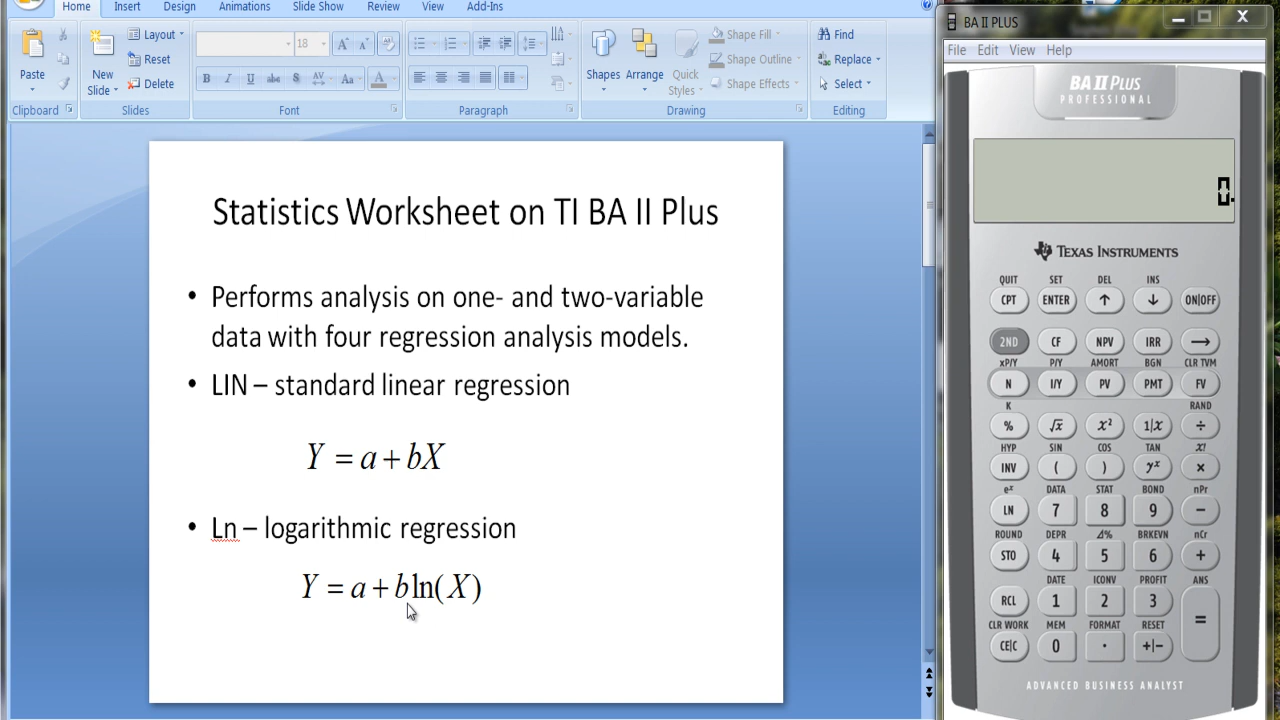 Home Insert Design Animations Slide Show Review View Add-Ins
Paste
Clipboard
New Slide
Layout
Reset
Delete
Slides
18
B I U abc S AV Aa A
Font
Paragraph
Shapes
Arrange
Quick Styles
Shape Fill
Shape Outline
Shape Effects
Drawing
Find
Replace
Select
Editing
Statistics Worksheet on TI BA II Plus
• Performs analysis on one- and two-variable
data with four regression analysis models.
• LIN – standard linear regression
Y = a + bX
• Ln – logarithmic regression
Y = a + b ln( X )
BA II PLUS
File Edit View Help
BA II PLUS
PROFESSIONAL
0.
TEXAS INSTRUMENTS
QUIT SET DEL INS
CPT ENTER ↑ ↓ ON|OFF
2ND CF NPV IRR →
xP/Y P/Y AMORT BGN CLR TVM
N I/Y PV PMT FV
K RAND
% √x x² 1|x ÷
HYP SIN COS TAN x!
INV ( ) yˣ ×
eˣ DATA STAT BOND nPr
LN 7 8 9 −
ROUND DEPR Δ% BRKEVN nCr
STO 4 5 6 +
DATE ICONV PROFIT ANS
RCL 1 2 3 =
CLR WORK MEM FORMAT RESET
CE|C 0 . +|−
ADVANCED BUSINESS ANALYST